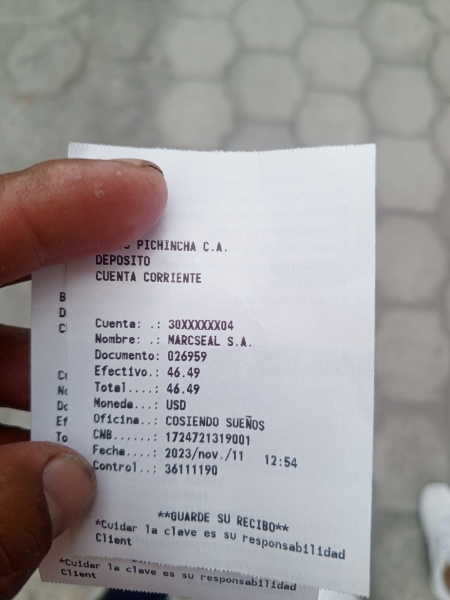 PICHINCHA C.A.
DEPOSITO
CUENTA CORRIENTE
Cuenta: .: 30XXXXXX04
Nombre: .: MARCSEAL S.A.
Documento: 026959
Efectivo.: 46.49
Total....: 46.49
Moneda...: USD
Oficina..: COSIENDO SUEÑOS
CNB......: 1724721319001
Fecha....: 2023/nov./11 12:54
Control..: 36111190
**GUARDE SU RECIBO**
*Cuidar la clave es su responsabilidad
Client
*Cuidar la clave es su responsabilidad
Client